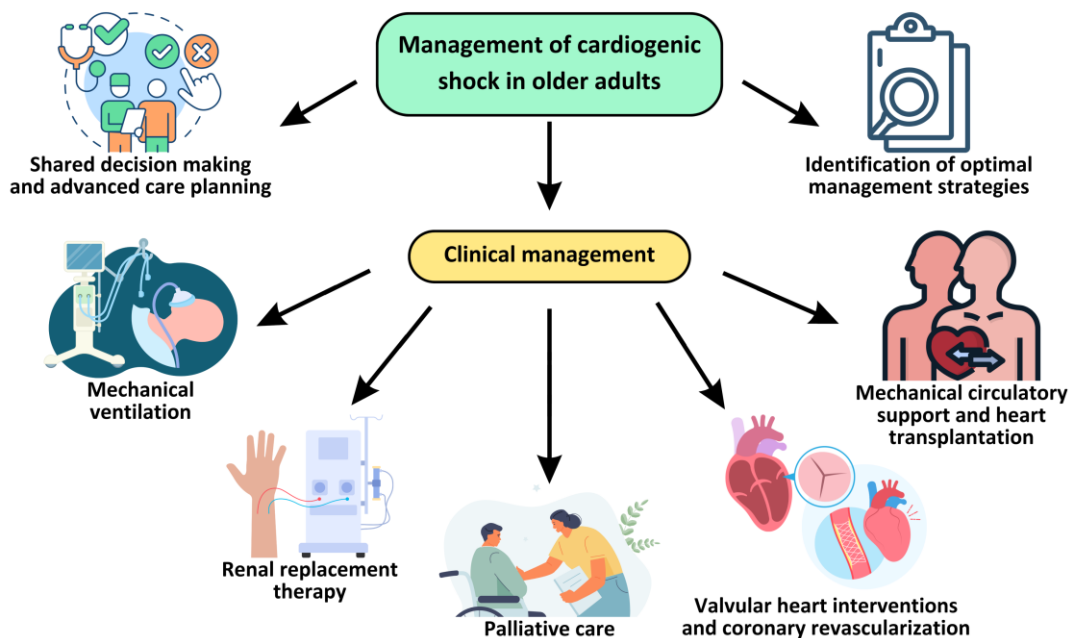 Management of cardiogenic
shock in older adults
Shared decision making
and advanced care planning
Identification of optimal
management strategies
Clinical management
Mechanical
ventilation
Mechanical circulatory
support and heart
transplantation
Renal replacement
therapy
Palliative care
Valvular heart interventions
and coronary revascularization